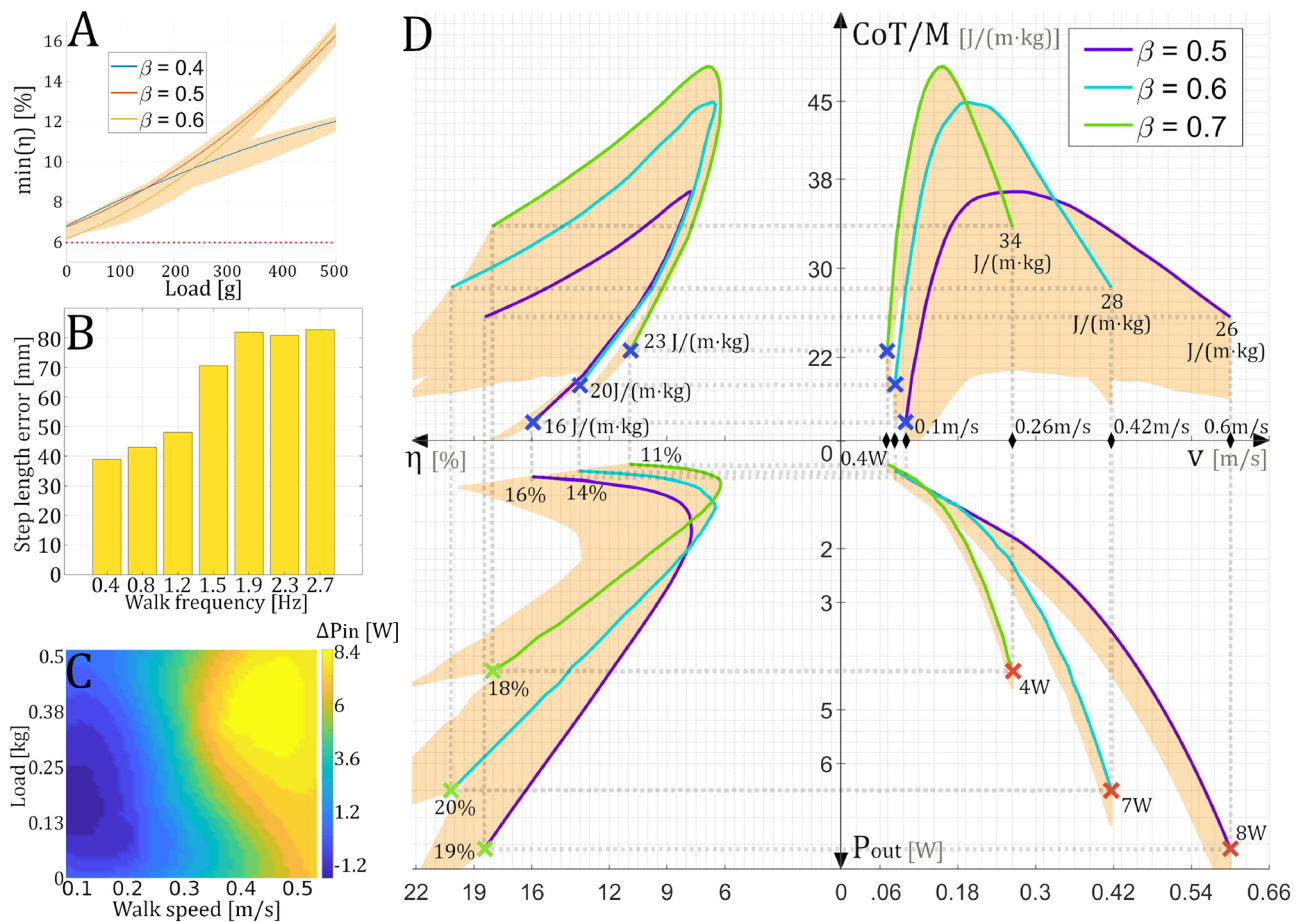 A
16
14
12
10
8
6
min(η) [%]
β = 0.4
β = 0.5
β = 0.6
0 100 200 300 400 500
Load [g]
B
80
70
60
50
40
30
20
10
0
Step length error [mm]
0.4 0.8 1.2 1.5 1.9 2.3 2.7
Walk frequency [Hz]
C
ΔPin [W]
0.5
0.38
0.25
0.13
0
Load [kg]
8.4
6
3.6
1.2
-1.2
0.1 0.2 0.3 0.4 0.5
Walk speed [m/s]
D
CoT/M [J/(m·kg)]
β = 0.5
β = 0.6
β = 0.7
45
38
30
22
34
J/(m·kg)
28
J/(m·kg)
26
J/(m·kg)
23 J/(m·kg)
20J/(m·kg)
16 J/(m·kg)
0.1m/s 0.26m/s 0.42m/s 0.6m/s
η [%]
0
v [m/s]
0.4W
11%
16%
14%
2
3
5
6
18%
20%
19%
4W
7W
8W
Pout [W]
22 19 16 12 9 6 0 .06 0.18 0.3 0.42 0.54 0.66